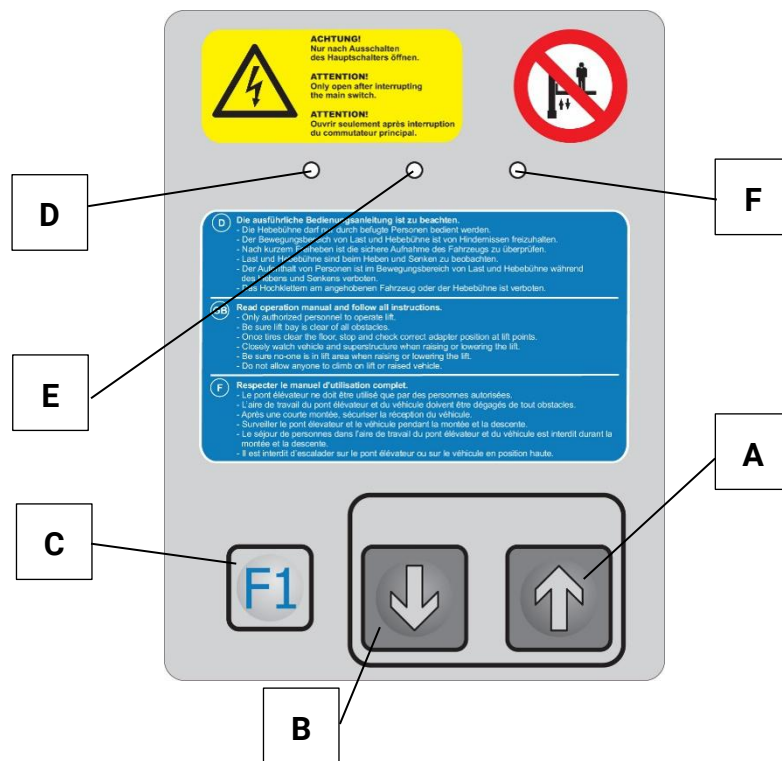 ACHTUNG!
Nur nach Ausschalten
des Hauptschalters öffnen.
ATTENTION!
Only open after interrupting
the main switch.
ATTENTION!
Ouvrir seulement après interruption
du commutateur principal.
D
E
F
D Die ausführliche Bedienungsanleitung ist zu beachten.
- Die Hebebühne darf nur durch befugte Personen bedient werden.
- Der Bewegungsbereich von Last und Hebebühne ist von Hindernissen freizuhalten.
- Nach kurzem Freiheben ist die sichere Aufnahme des Fahrzeugs zu überprüfen.
- Last und Hebebühne sind beim Heben und Senken zu beobachten.
- Der Aufenthalt von Personen ist im Bewegungsbereich von Last und Hebebühne während
des Hebens und Senkens verboten.
- Das Hochklettern am angehobenen Fahrzeug oder der Hebebühne ist verboten.
GB Read operation manual and follow all instructions.
- Only authorized personnel to operate lift.
- Be sure lift bay is clear of all obstacles.
- Once tires clear the floor, stop and check correct adapter position at lift points.
- Closely watch vehicle and superstructure when raising or lowering the lift.
- Be sure no-one is in lift area when raising or lowering the lift.
- Do not allow anyone to climb on lift or raised vehicle.
F Respecter le manuel d'utilisation complet.
- Le pont élévateur ne doit être utilisé que par des personnes autorisées.
- L'aire de travail du pont élévateur et du véhicule doivent être dégagés de tout obstacles.
- Après une courte montée, sécuriser la réception du véhicule.
- Surveiller le pont élevateur et le véhicule pendant la montée et la descente.
- Le séjour de personnes dans l'aire de travail du pont élévateur et du véhicule est interdit durant la
montée et la descente.
- Il est interdit d'escalader sur le pont élévateur ou sur le véhicule en position haute.
A
C
F1
B